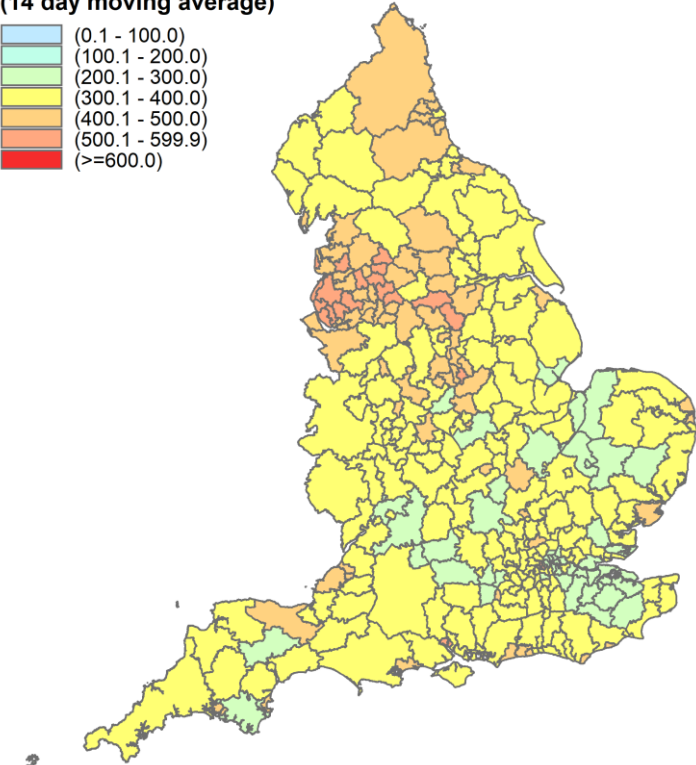 (14 day moving average)
(0.1 - 100.0)
(100.1 - 200.0)
(200.1 - 300.0)
(300.1 - 400.0)
(400.1 - 500.0)
(500.1 - 599.9)
(>=600.0)